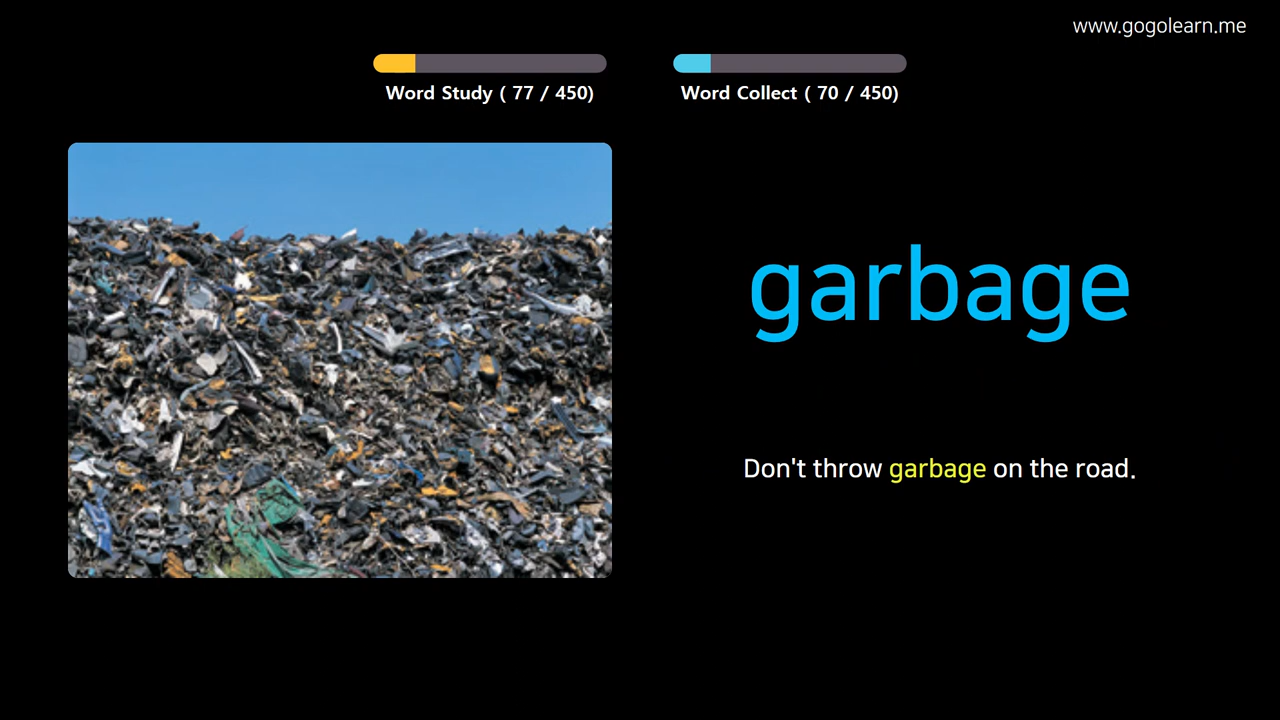 www.gogolearn.me
Word Study ( 77 / 450)
Word Collect ( 70 / 450)
garbage
Don't throw garbage on the road.